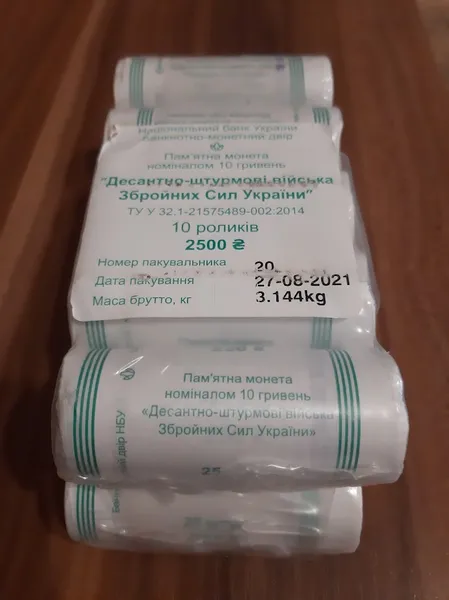 Національний Банк України
Банкнотно-монетний двір
Пам'ятна монета
номіналом 10 гривень
"Десантно-штурмові війська
Збройних Сил України"
ТУ У 32.1-21575489-002:2014
10 роликів
2500 ₴
Номер пакувальника 20
Дата пакування 27-08-2021
Маса брутто, кг 3.144kg
двір НБУ
Пам'ятна монета
номіналом 10 гривень
«Десантно-штурмові війська
Збройних Сил України»
25